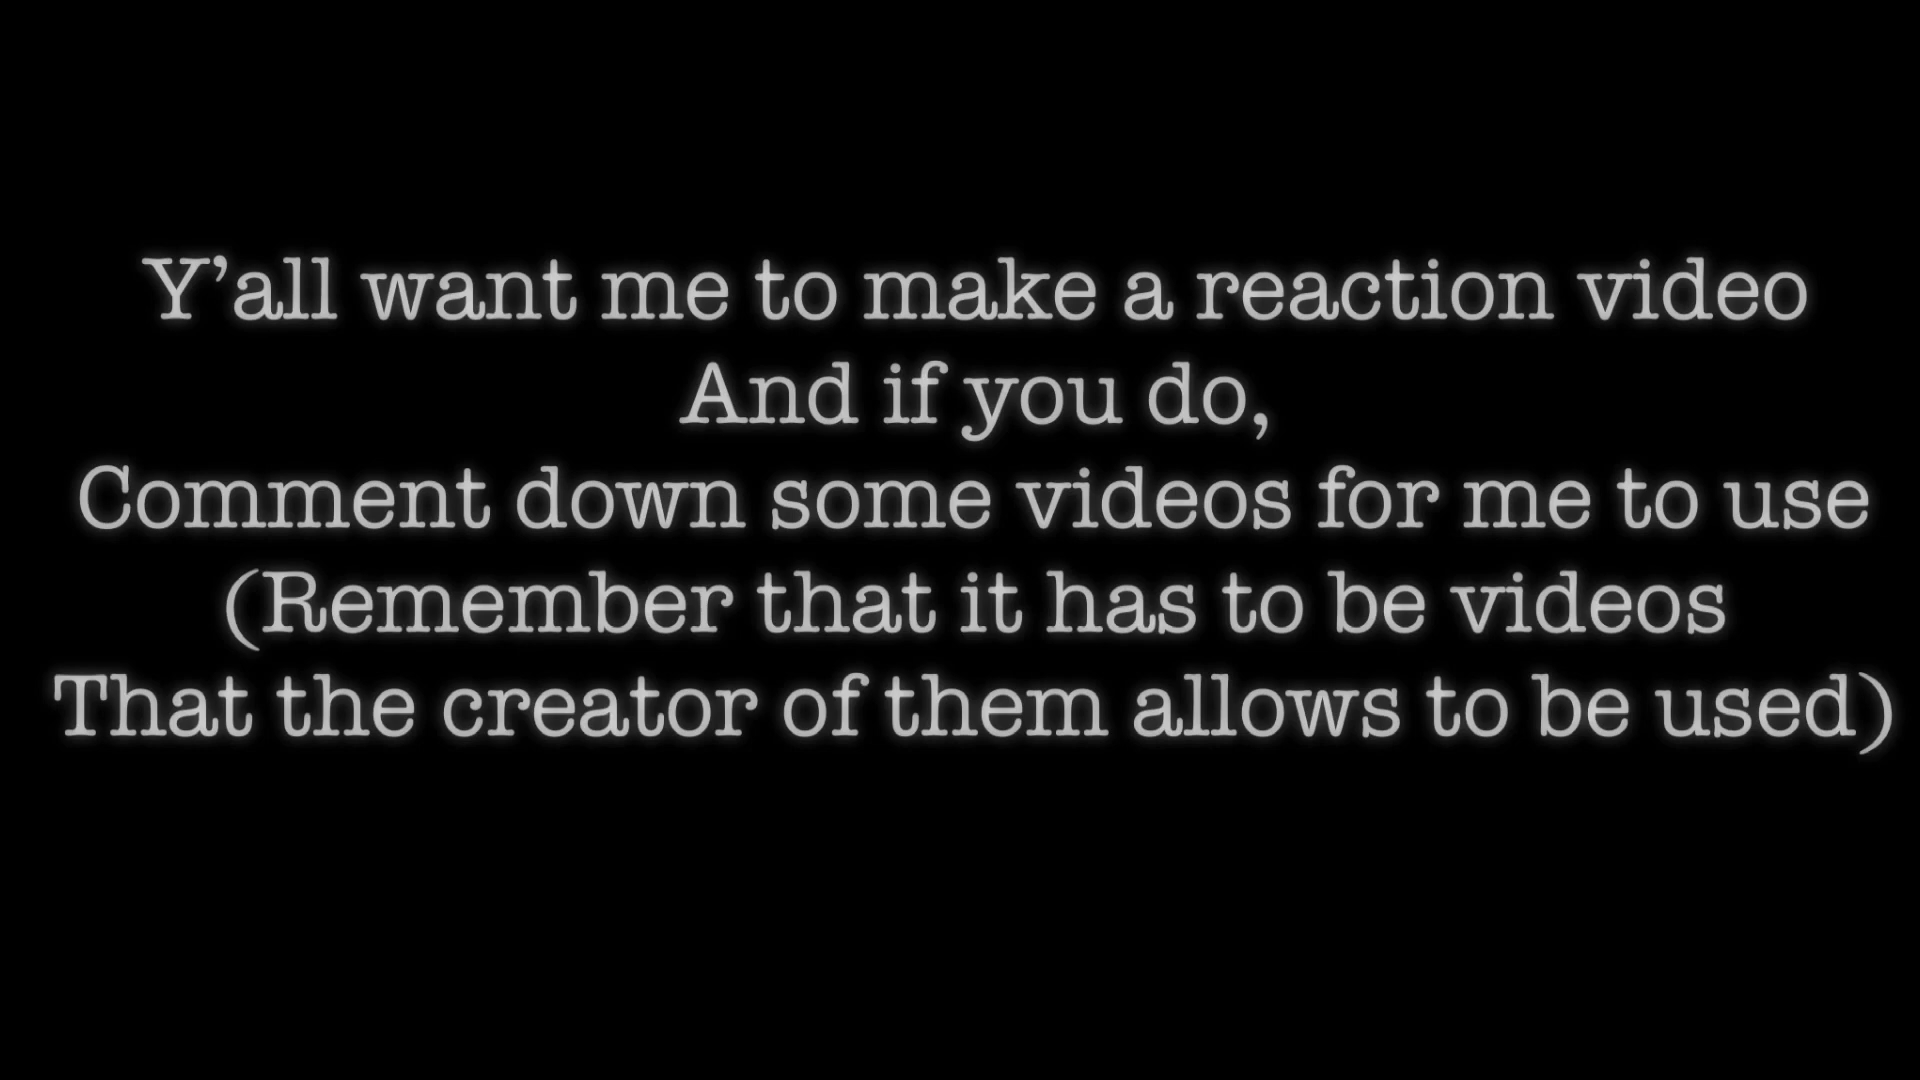 Y’all want me to make a reaction video
And if you do,
Comment down some videos for me to use
(Remember that it has to be videos
That the creator of them allows to be used)